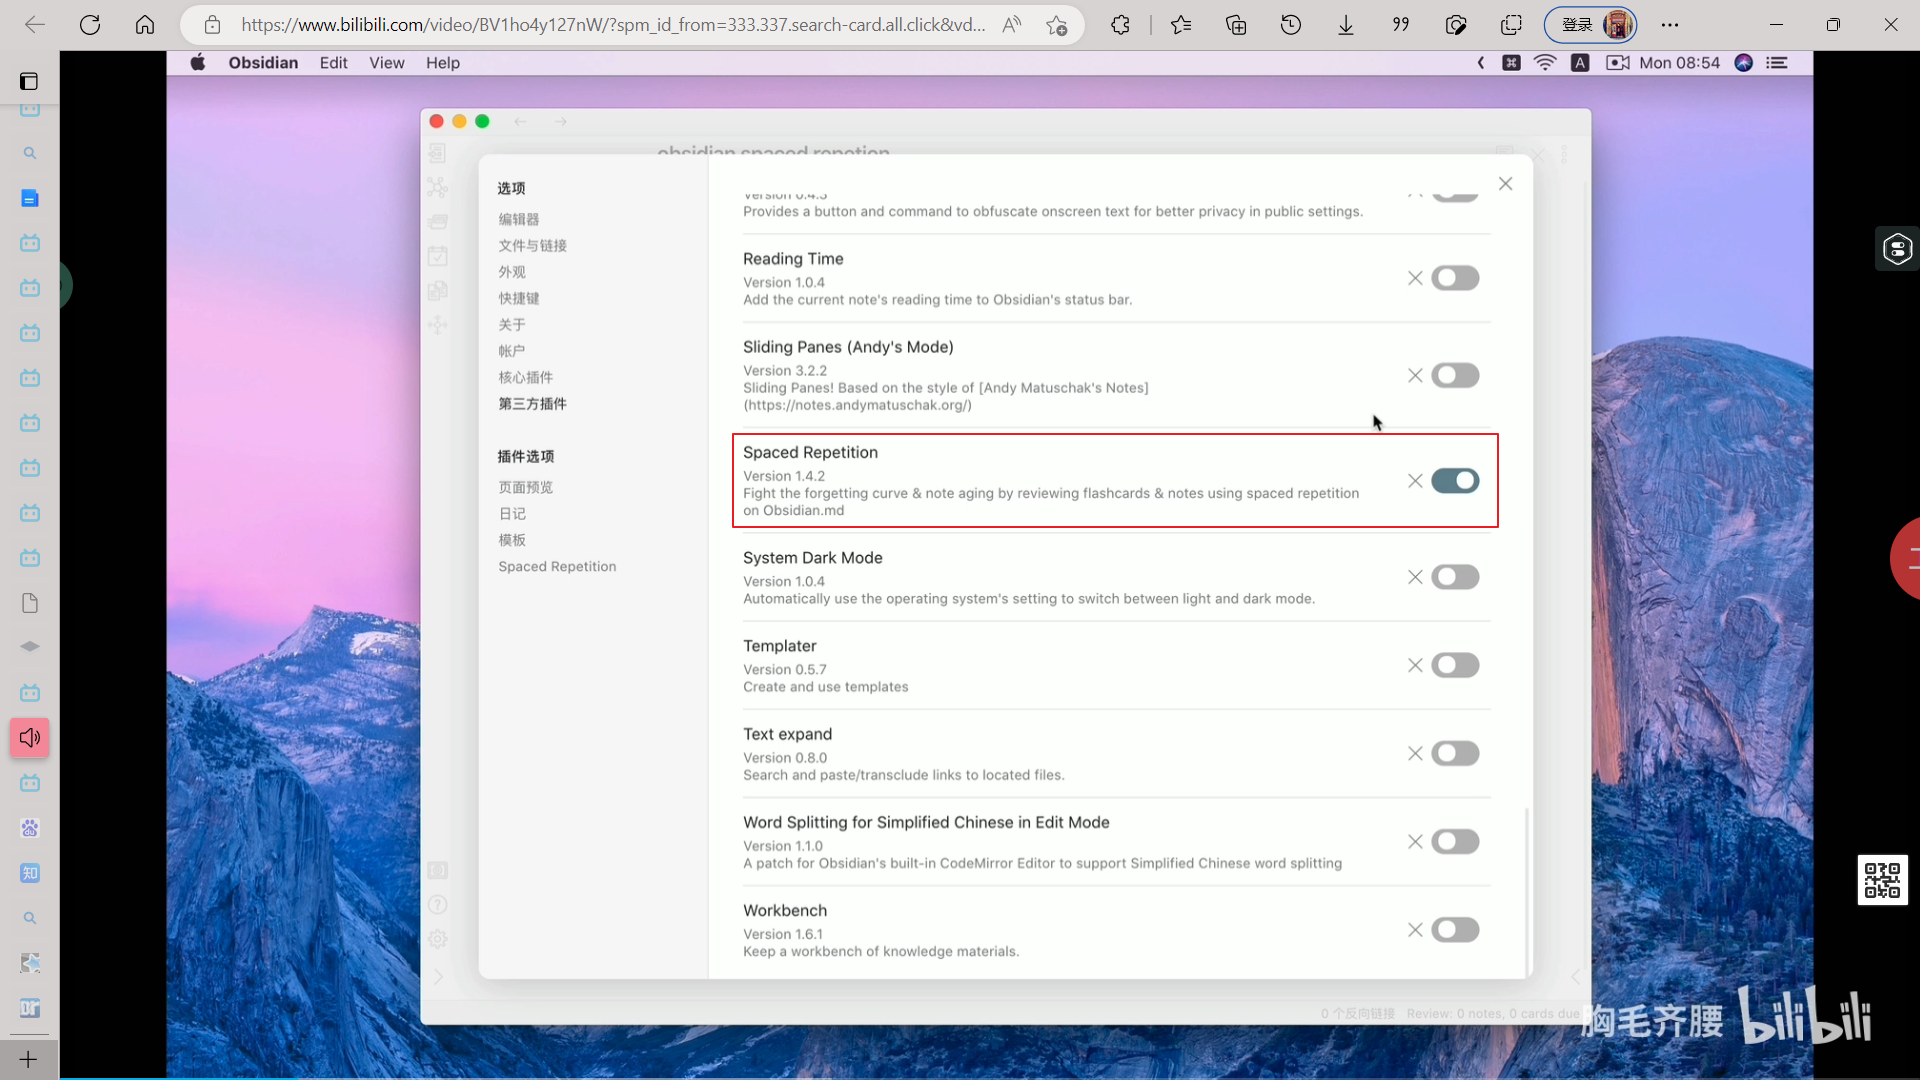 https://www.bilibili.com/video/BV1ho4y127nW/?spm_id_from=333.337.search-card.all.click&vd...
登录
Obsidian Edit View Help
A
Mon 08:54
obsidian spaced repetion
选项
编辑器
文件与链接
外观
快捷键
关于
帐户
核心插件
第三方插件
插件选项
页面预览
日记
模板
Spaced Repetition
Version 0.4.3
Provides a button and command to obfuscate onscreen text for better privacy in public settings.
Reading Time
Version 1.0.4
Add the current note's reading time to Obsidian's status bar.
Sliding Panes (Andy's Mode)
Version 3.2.2
Sliding Panes! Based on the style of [Andy Matuschak's Notes]
(https://notes.andymatuschak.org/)
Spaced Repetition
Version 1.4.2
Fight the forgetting curve & note aging by reviewing flashcards & notes using spaced repetition
on Obsidian.md
System Dark Mode
Version 1.0.4
Automatically use the operating system's setting to switch between light and dark mode.
Templater
Version 0.5.7
Create and use templates
Text expand
Version 0.8.0
Search and paste/transclude links to located files.
Word Splitting for Simplified Chinese in Edit Mode
Version 1.1.0
A patch for Obsidian's built-in CodeMirror Editor to support Simplified Chinese word splitting
Workbench
Version 1.6.1
Keep a workbench of knowledge materials.
0 个反向链接 Review: 0 notes, 0 cards due
胸毛齐腰 bilibili
du
知